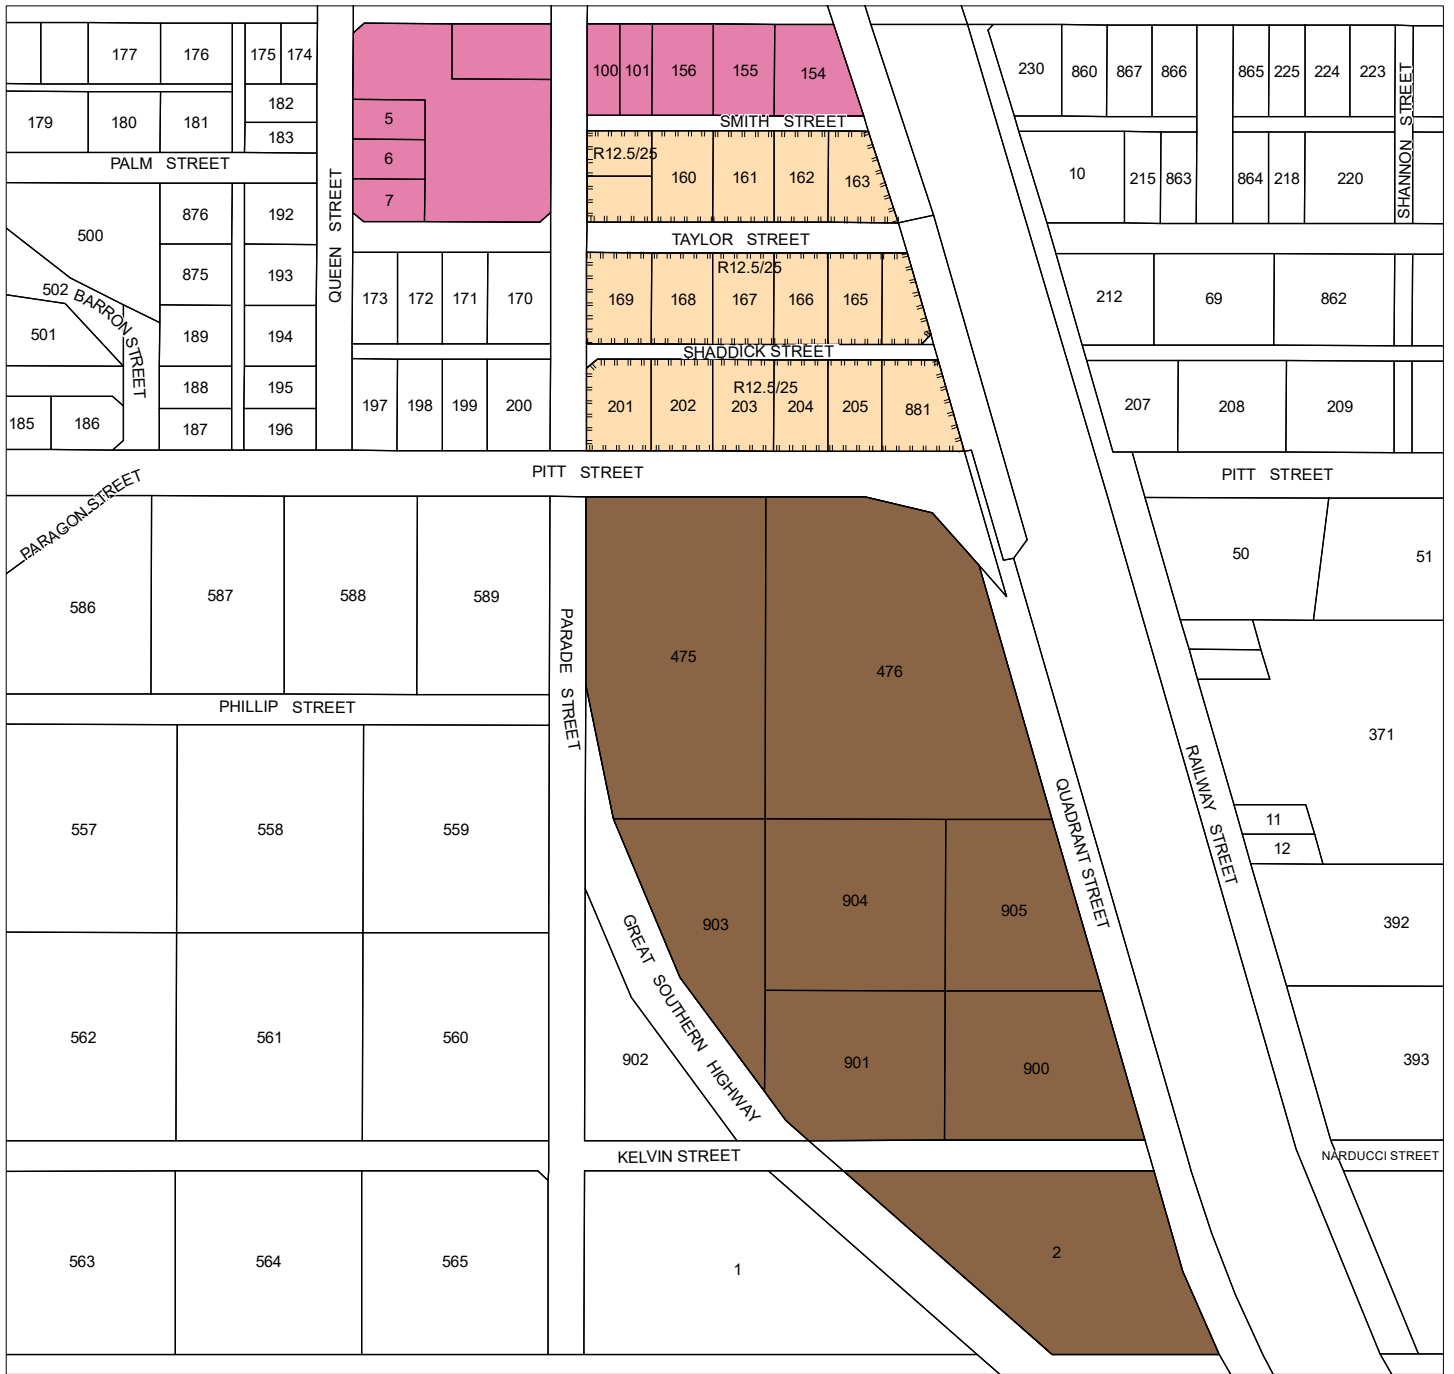 177 176 175 174 100 101 156 155 154 230 860 867 866 865 225 224 223
182
179 180 181 5 SMITH STREET
183
PALM STREET 6 R12.5/25 SHANNON STREET
160 161 162 163 10 215 863 864 218 220
7
876 192 QUEEN STREET
500 TAYLOR STREET
R12.5/25
875 193
502 BARRON STREET 173 172 171 170 169 168 167 166 165 212 69 862
501 189 194
SHADDICK STREET
188 195 R12.5/25
185 186 197 198 199 200 201 202 203 204 205 881 207 208 209
187 196
PITT STREET PITT STREET
PARAGON STREET
50 51
586 587 588 589
PARADE STREET 475 476
PHILLIP STREET
371
RAILWAY STREET
QUADRANT STREET
11
557 558 559
12
904 905
903 392
GREAT SOUTHERN HIGHWAY
562 561 560
902 901 900 393
KELVIN STREET NARDUCCI STREET
563 564 565 1 2